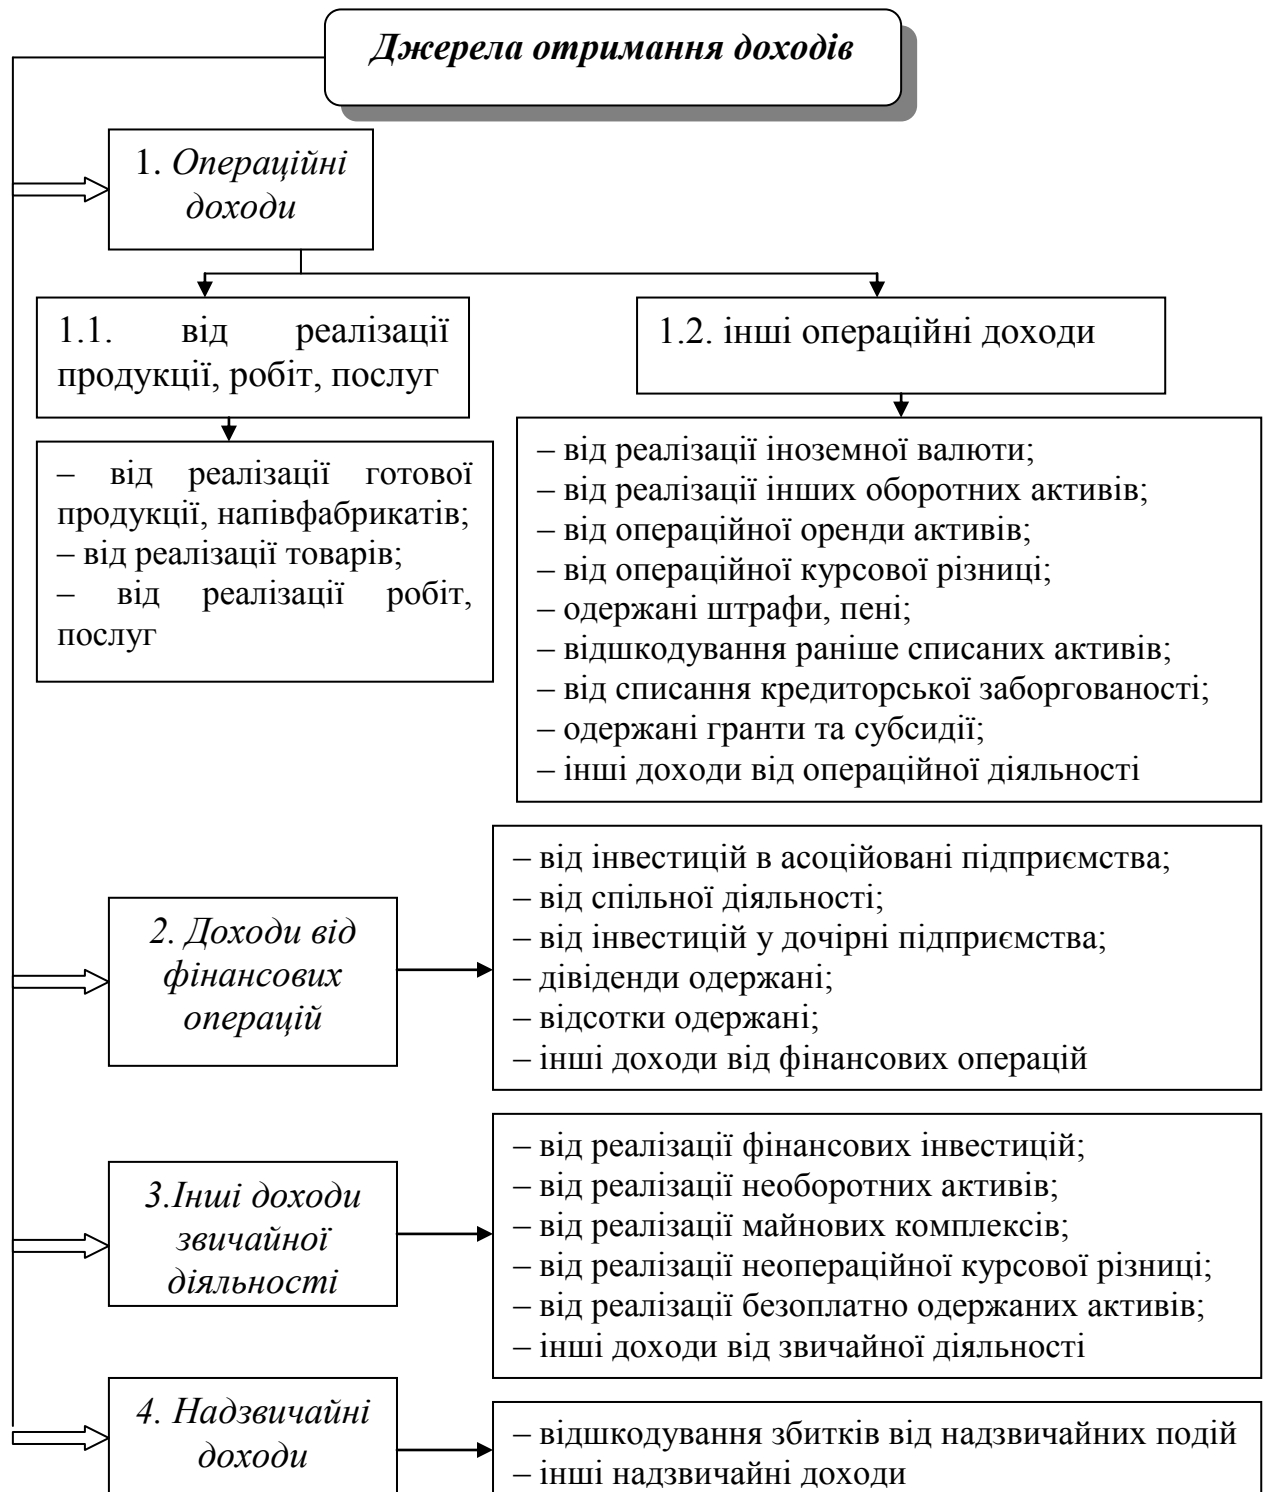 Джерела отримання доходів
1. Операційні
доходи
1.1. від реалізації
продукції, робіт, послуг
1.2. інші операційні доходи
– від реалізації готової
продукції, напівфабрикатів;
– від реалізації товарів;
– від реалізації робіт,
послуг
– від реалізації іноземної валюти;
– від реалізації інших оборотних активів;
– від операційної оренди активів;
– від операційної курсової різниці;
– одержані штрафи, пені;
– відшкодування раніше списаних активів;
– від списання кредиторської заборгованості;
– одержані гранти та субсидії;
– інші доходи від операційної діяльності
2. Доходи від
фінансових
операцій
– від інвестицій в асоційовані підприємства;
– від спільної діяльності;
– від інвестицій у дочірні підприємства;
– дівіденди одержані;
– відсотки одержані;
– інші доходи від фінансових операцій
3.Інші доходи
звичайної
діяльності
– від реалізації фінансових інвестицій;
– від реалізації необоротних активів;
– від реалізації майнових комплексів;
– від реалізації неопераційної курсової різниці;
– від реалізації безоплатно одержаних активів;
– інші доходи від звичайної діяльності
4. Надзвичайні
доходи
– відшкодування збитків від надзвичайних подій
– інші надзвичайні доходи